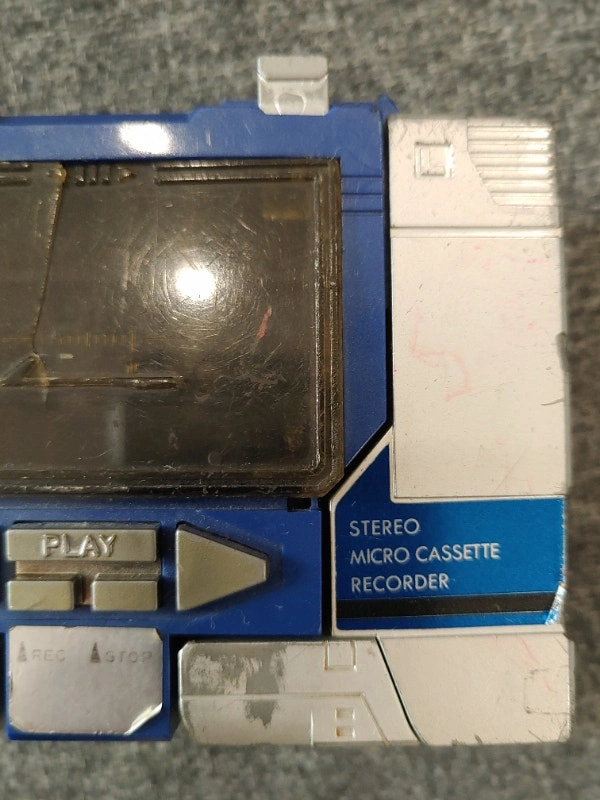 STEREO
MICRO CASSETTE
RECORDER
PLAY
REC STOP